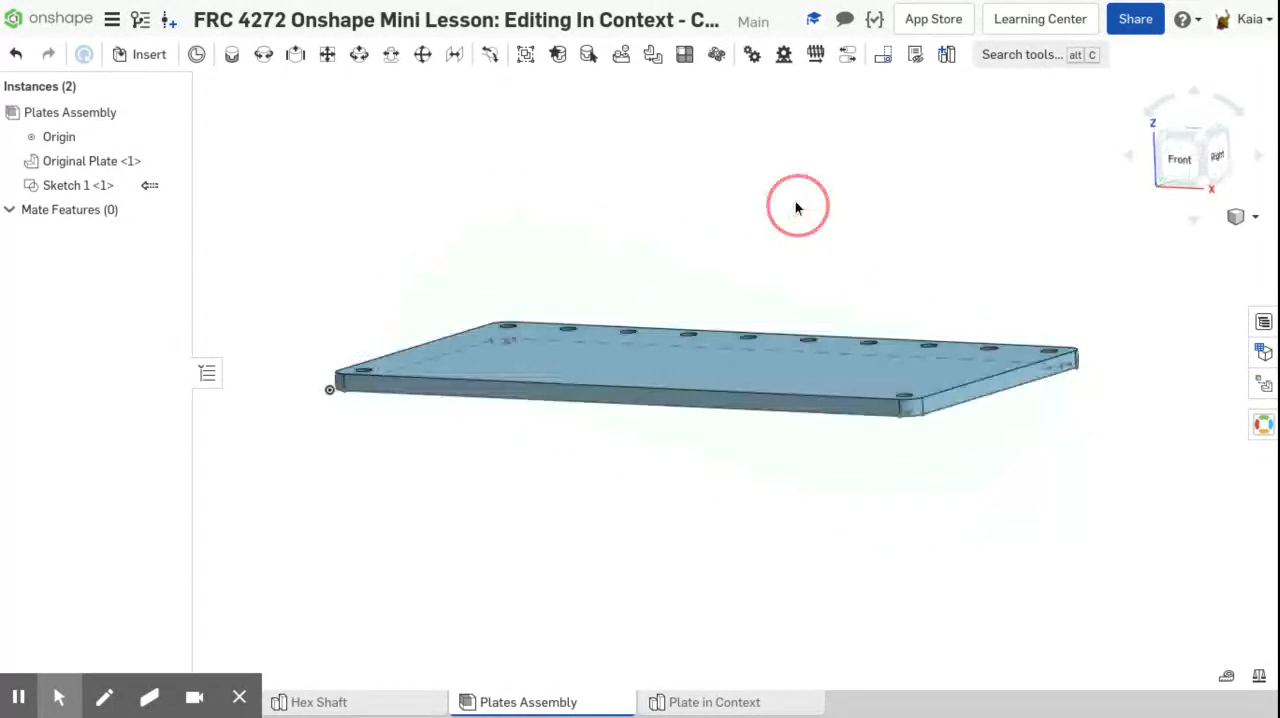 onshape
FRC 4272 Onshape Mini Lesson: Editing In Context - C...
Main
App Store
Learning Center
Share
Kaia
Insert
Search tools... alt C
Instances (2)
Plates Assembly
Origin
Original Plate <1>
Sketch 1 <1>
Mate Features (0)
Z
Front
Right
X
Hex Shaft
Plates Assembly
Plate in Context